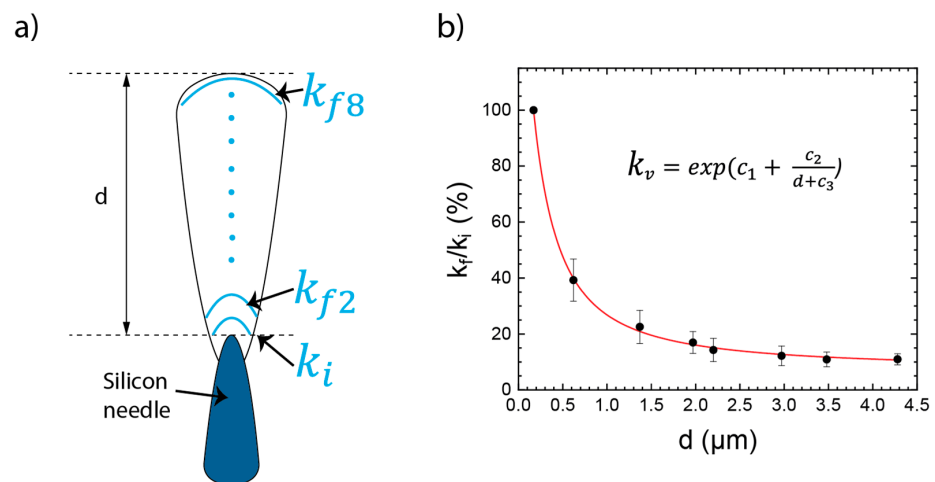 a)
k_{f8}
d
k_{f2}
k_i
Silicon
needle
b)
k_v = exp(c_1 + \frac{c_2}{d+c_3})
k_f/k_i (%)
100
80
60
40
20
0
0.0 0.5 1.0 1.5 2.0 2.5 3.0 3.5 4.0 4.5
d (μm)